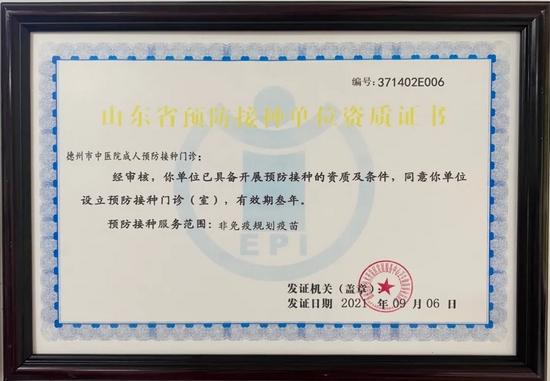 编号:371402E006
山东省预防接种单位资质证书
德州市中医院成人预防接种门诊:
经审核，你单位已具备开展预防接种的资质及条件，同意你单位
设立预防接种门诊（室），有效期叁年。
预防接种服务范围：非免疫规划疫苗
EPI
发证机关（盖章）:
发证日期 2021 年 09 月 06 日